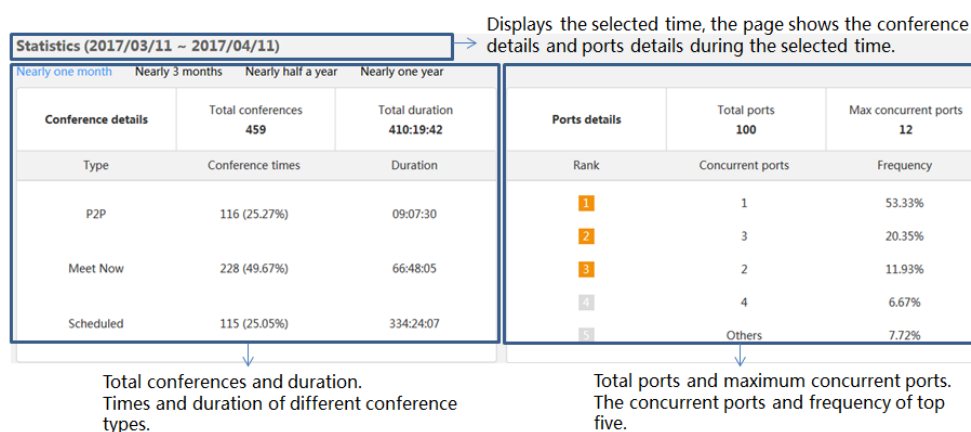 Displays the selected time, the page shows the conference
details and ports details during the selected time.
Statistics (2017/03/11 ~ 2017/04/11)
Nearly one month Nearly 3 months Nearly half a year Nearly one year
Conference details Total conferences Total duration
459 410:19:42
Type Conference times Duration
P2P 116 (25.27%) 09:07:30
Meet Now 228 (49.67%) 66:48:05
Scheduled 115 (25.05%) 334:24:07
Ports details Total ports Max concurrent ports
100 12
Rank Concurrent ports Frequency
1 1 53.33%
2 3 20.35%
3 2 11.93%
4 4 6.67%
5 Others 7.72%
Total conferences and duration.
Times and duration of different conference
types.
Total ports and maximum concurrent ports.
The concurrent ports and frequency of top
five.